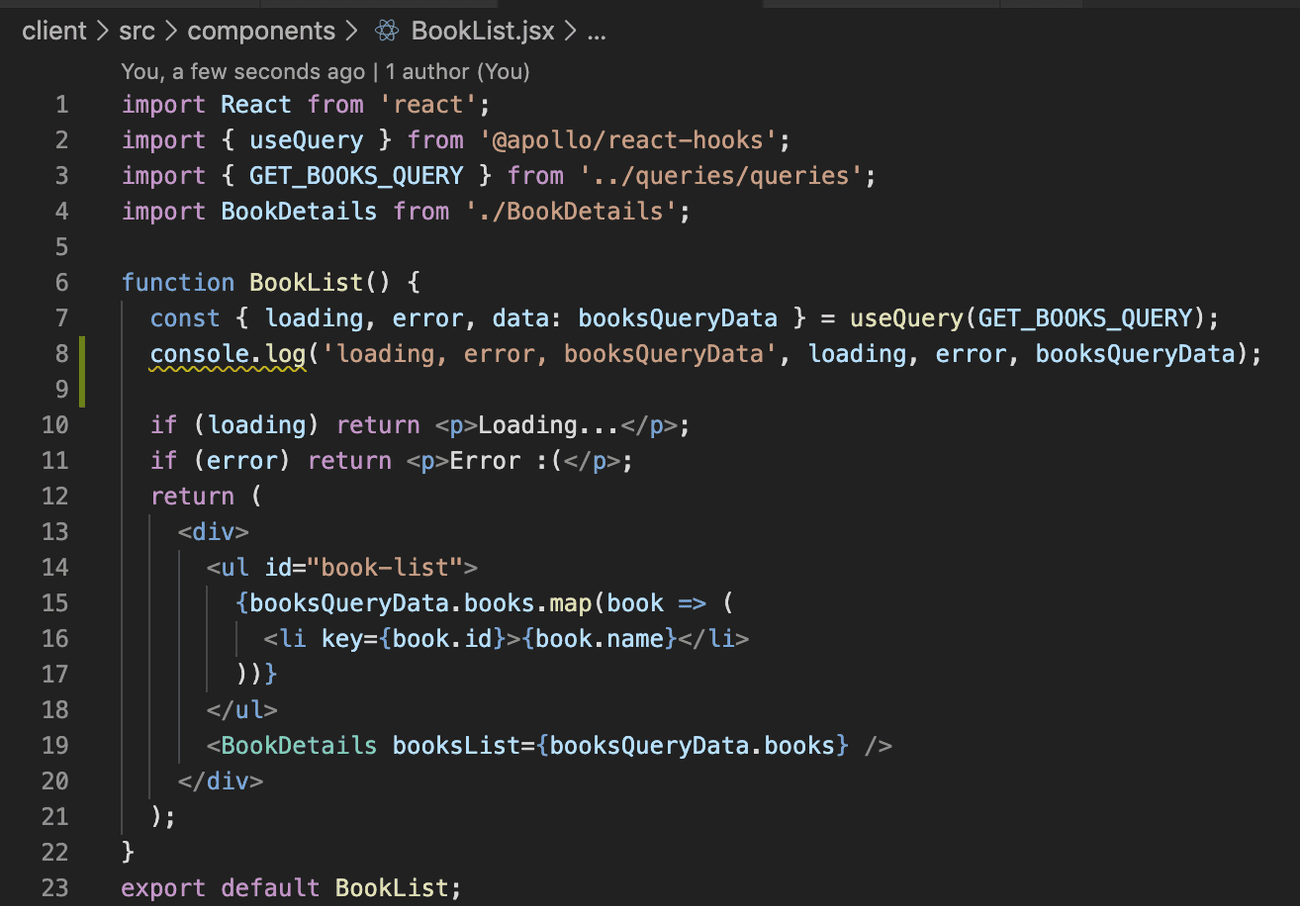 client > src > components > BookList.jsx > ...
You, a few seconds ago | 1 author (You)
1 import React from 'react';
2 import { useQuery } from '@apollo/react-hooks';
3 import { GET_BOOKS_QUERY } from '../queries/queries';
4 import BookDetails from './BookDetails';
5
6 function BookList() {
7   const { loading, error, data: booksQueryData } = useQuery(GET_BOOKS_QUERY);
8   console.log('loading, error, booksQueryData', loading, error, booksQueryData);
9
10   if (loading) return <p>Loading...</p>;
11   if (error) return <p>Error :(</p>;
12   return (
13     <div>
14       <ul id="book-list">
15         {booksQueryData.books.map(book => (
16           <li key={book.id}>{book.name}</li>
17         ))}
18       </ul>
19       <BookDetails booksList={booksQueryData.books} />
20     </div>
21   );
22 }
23 export default BookList;